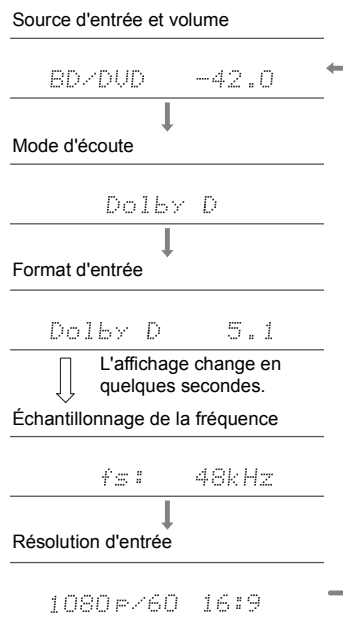 Source d'entrée et volume
BD/DVD -42.0
Mode d'écoute
Dolby D
Format d'entrée
Dolby D 5.1
L'affichage change en
quelques secondes.
Échantillonnage de la fréquence
fs: 48kHz
Résolution d'entrée
1080p/60 16:9